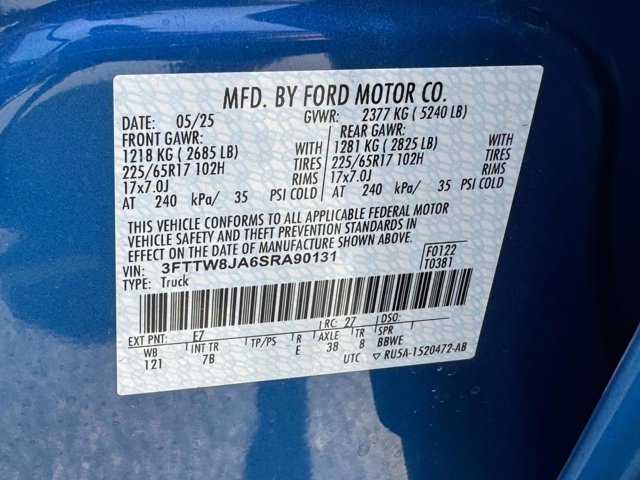 MFD. BY FORD MOTOR CO.
DATE: 05/25 GVWR: 2377 KG ( 5240 LB)
FRONT GAWR: REAR GAWR:
1218 KG ( 2685 LB) WITH 1281 KG ( 2825 LB) WITH
225/65R17 102H TIRES 225/65R17 102H TIRES
17x7.0J RIMS 17x7.0J RIMS
AT 240 kPa/ 35 PSI COLD AT 240 kPa/ 35 PSI COLD
THIS VEHICLE CONFORMS TO ALL APPLICABLE FEDERAL MOTOR
VEHICLE SAFETY AND THEFT PREVENTION STANDARDS IN
EFFECT ON THE DATE OF MANUFACTURE SHOWN ABOVE.
VIN: 3FTTW8JA6SRA90131 F0122
TYPE: Truck T0381
EXT PNT: E7 RC: 27 DSO:
WB INT TR TP/PS R AXLE TR SPR
121 7B E 38 8 BBWE
UTC ▽ RU5A-1520472-AB